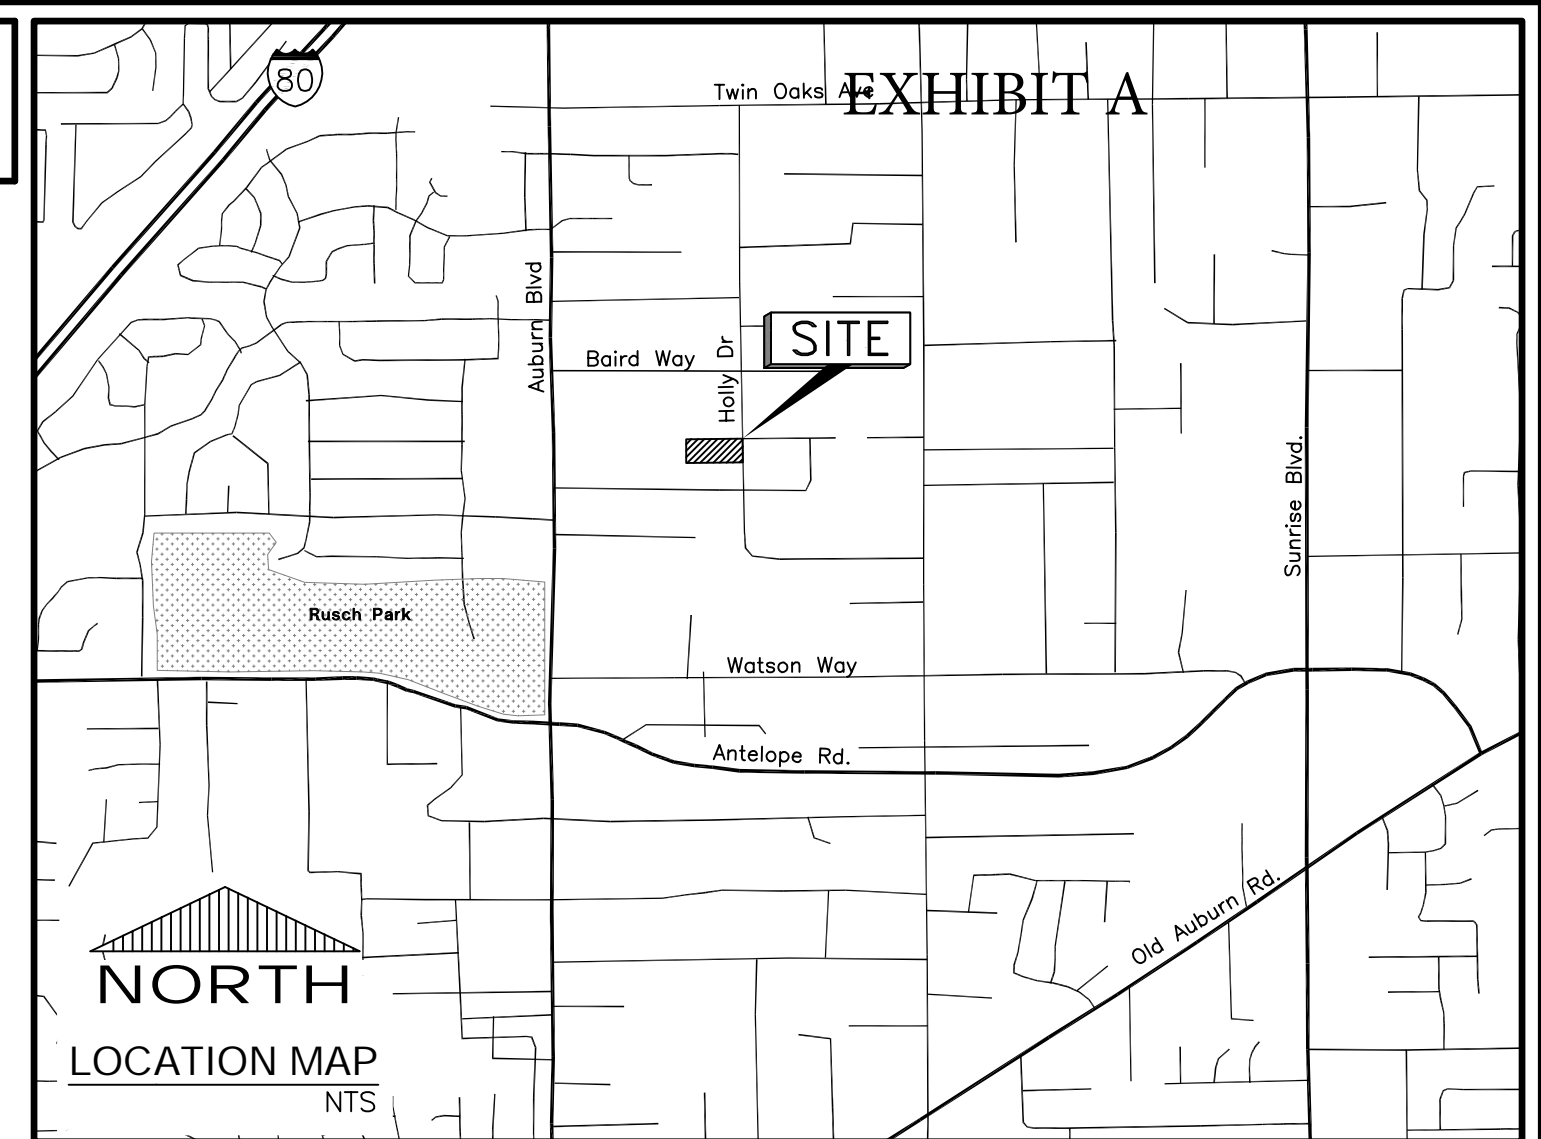 80
Twin Oaks Ave
EXHIBIT A
Auburn Blvd
SITE
Baird Way
Holly Dr
Sunrise Blvd.
Rusch Park
Watson Way
Antelope Rd.
Old Auburn Rd.
NORTH
LOCATION MAP
NTS